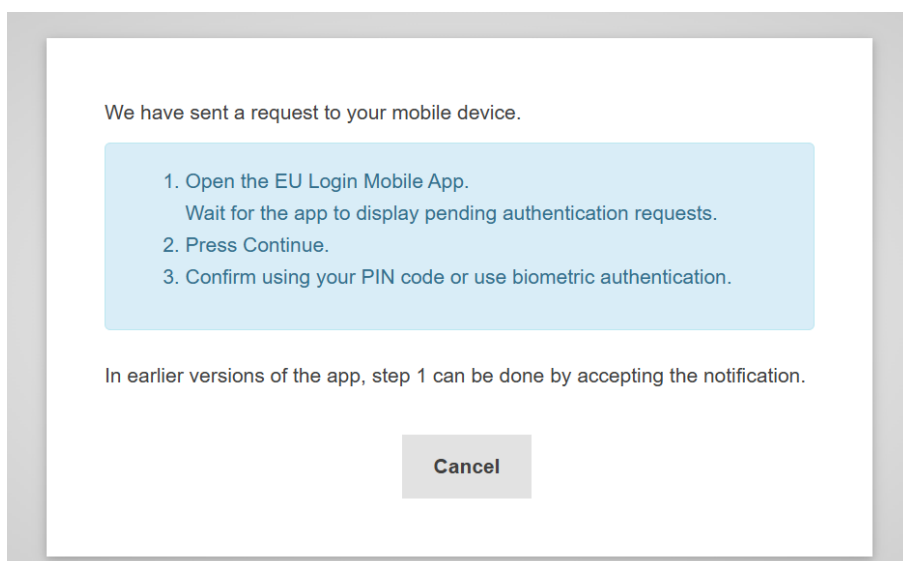 We have sent a request to your mobile device.
1. Open the EU Login Mobile App.
Wait for the app to display pending authentication requests.
2. Press Continue.
3. Confirm using your PIN code or use biometric authentication.
In earlier versions of the app, step 1 can be done by accepting the notification.
Cancel